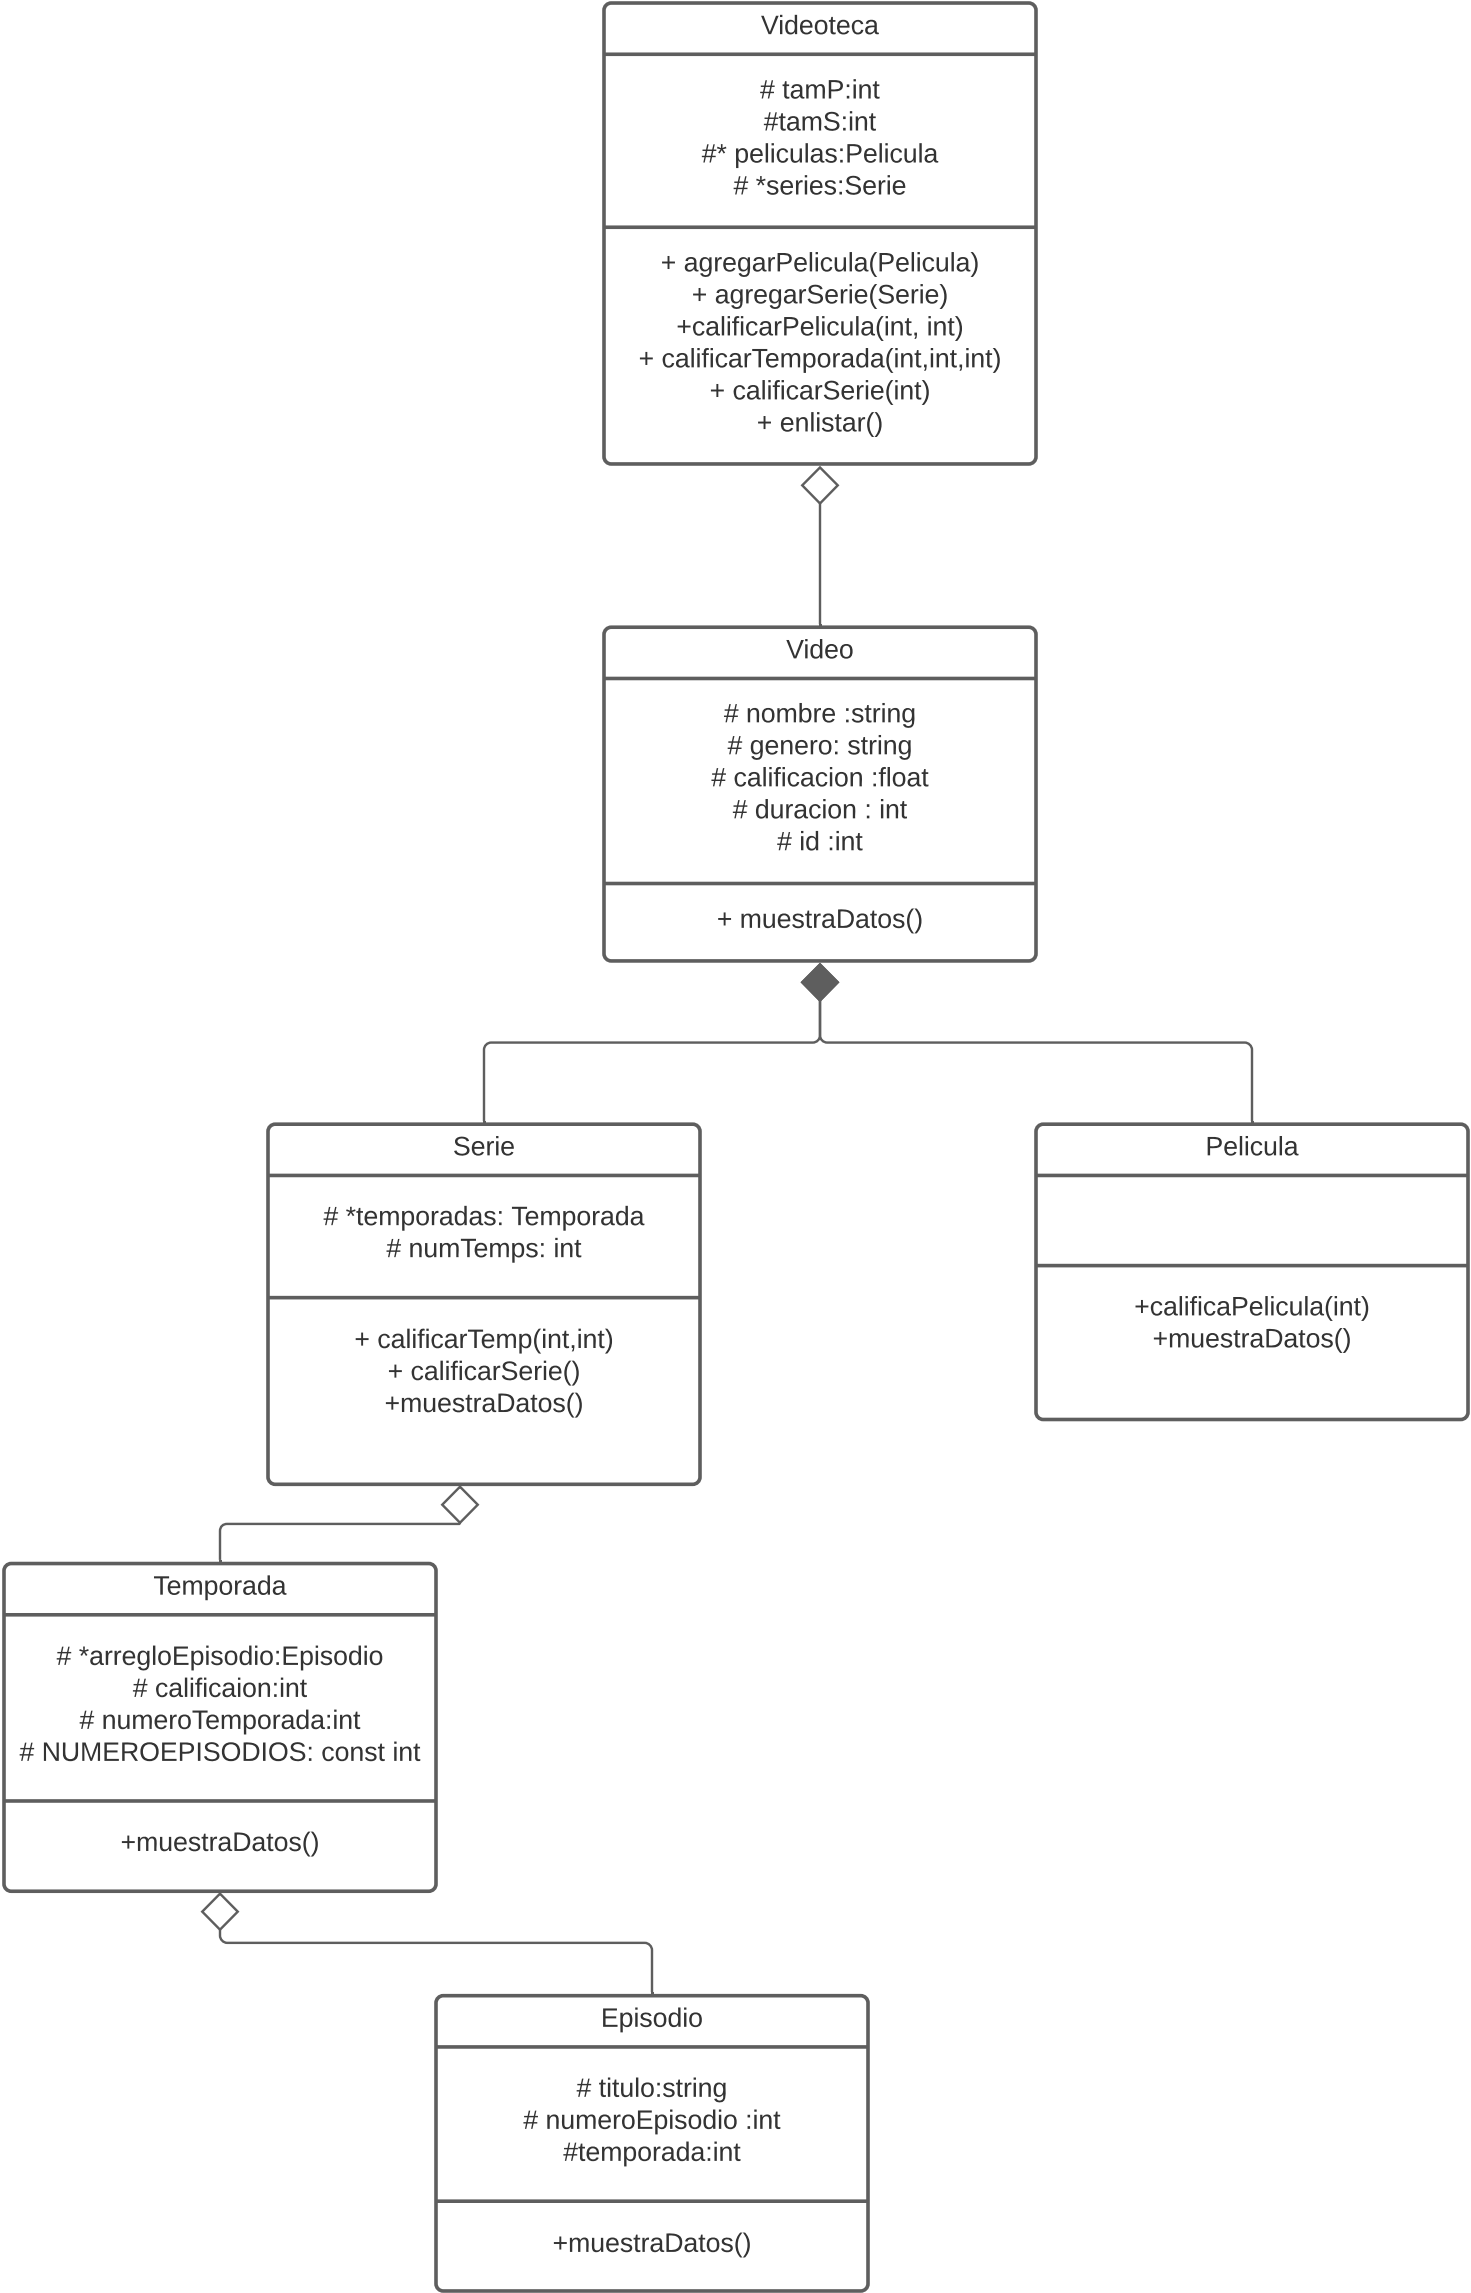 Videoteca
# tamP:int
#tamS:int
#* peliculas:Pelicula
# *series:Serie
+ agregarPelicula(Pelicula)
+ agregarSerie(Serie)
+calificarPelicula(int, int)
+ calificarTemporada(int,int,int)
+ calificarSerie(int)
+ enlistar()
Video
# nombre :string
# genero: string
# calificacion :float
# duracion : int
# id :int
+ muestraDatos()
Serie
# *temporadas: Temporada
# numTemps: int
+ calificarTemp(int,int)
+ calificarSerie()
+muestraDatos()
Pelicula
+calificaPelicula(int)
+muestraDatos()
Temporada
# *arregloEpisodio:Episodio
# calificaion:int
# numeroTemporada:int
# NUMEROEPISODIOS: const int
+muestraDatos()
Episodio
# titulo:string
# numeroEpisodio :int
#temporada:int
+muestraDatos()